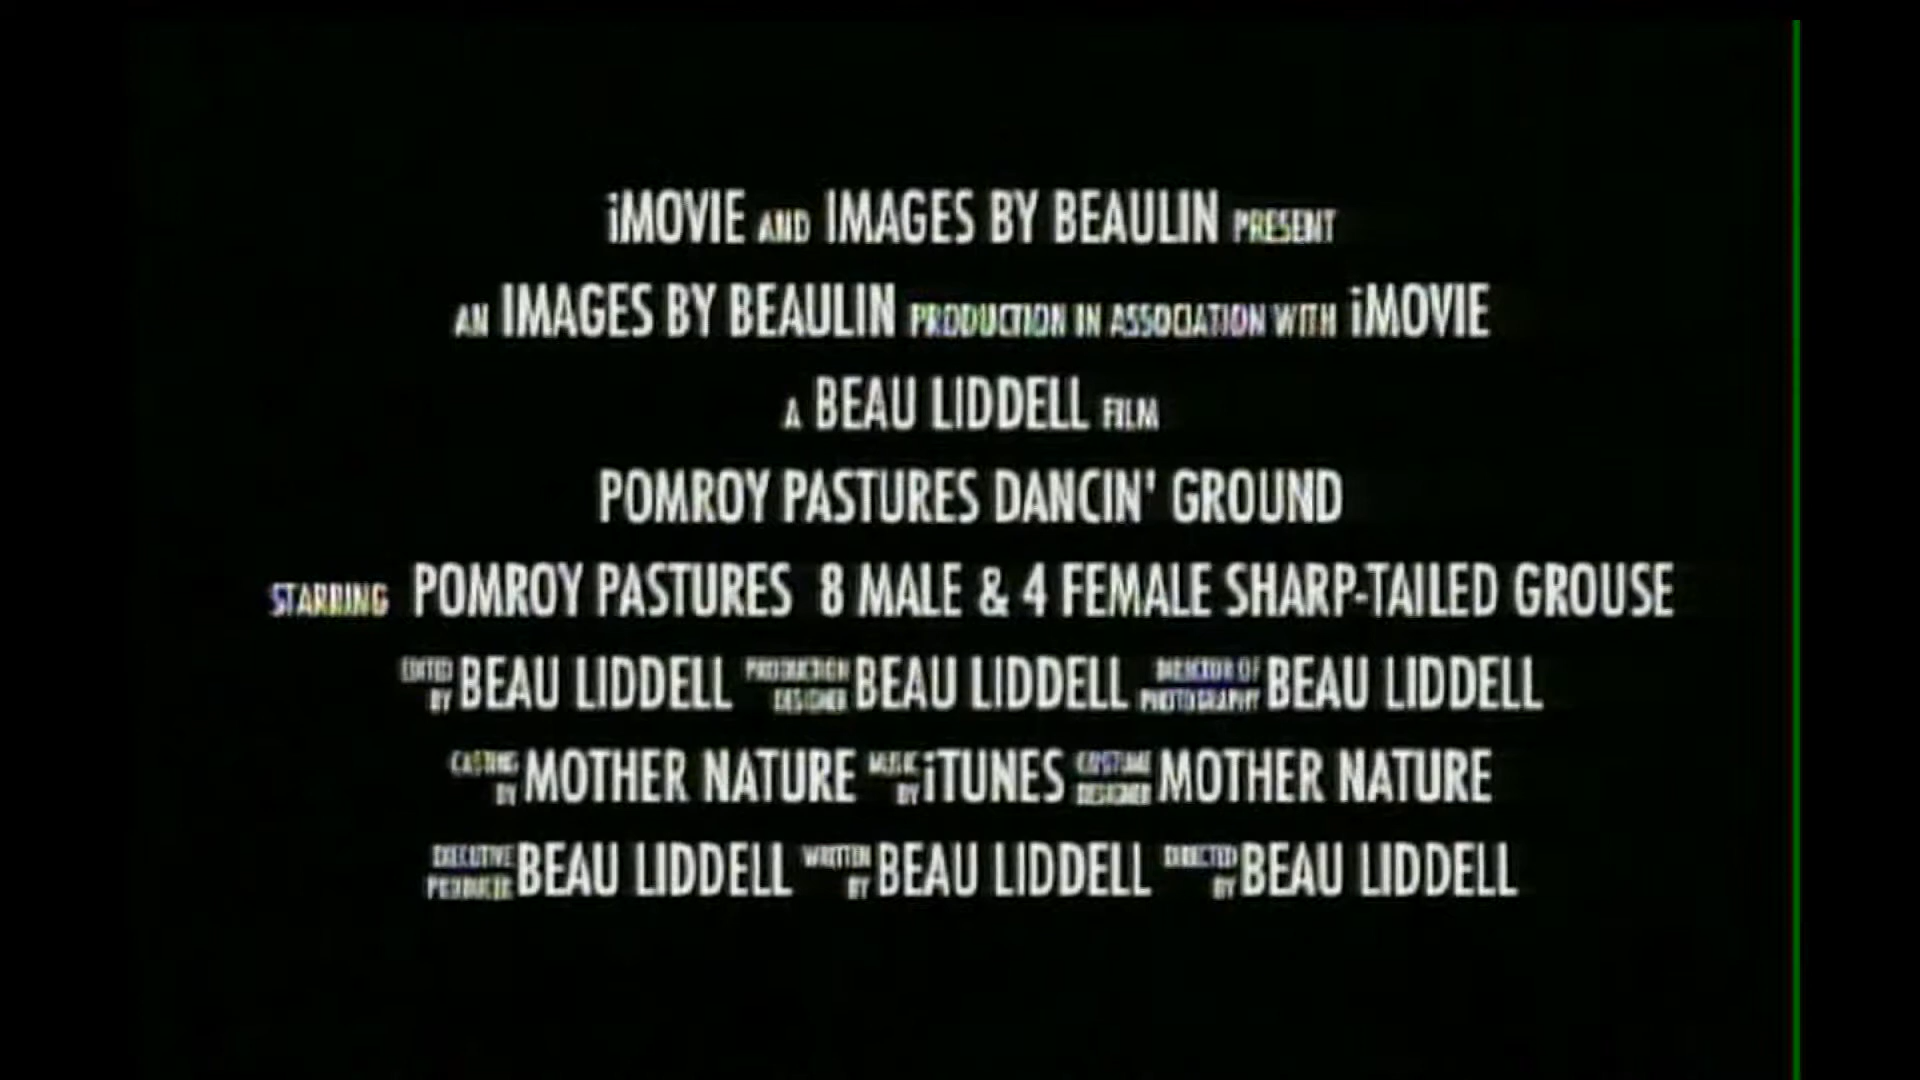 iMOVIE AND IMAGES BY BEAULIN PRESENT
AN IMAGES BY BEAULIN PRODUCTION IN ASSOCIATION WITH iMOVIE
A BEAU LIDDELL FILM
POMROY PASTURES DANCIN' GROUND
STARRING POMROY PASTURES 8 MALE & 4 FEMALE SHARP-TAILED GROUSE
EDITED BY BEAU LIDDELL PRODUCTION DESIGNER BEAU LIDDELL DIRECTOR OF PHOTOGRAPHY BEAU LIDDELL
CASTING BY MOTHER NATURE MUSIC BY iTUNES COSTUME DESIGNER MOTHER NATURE
EXECUTIVE PRODUCER BEAU LIDDELL WRITTEN BY BEAU LIDDELL DIRECTED BY BEAU LIDDELL